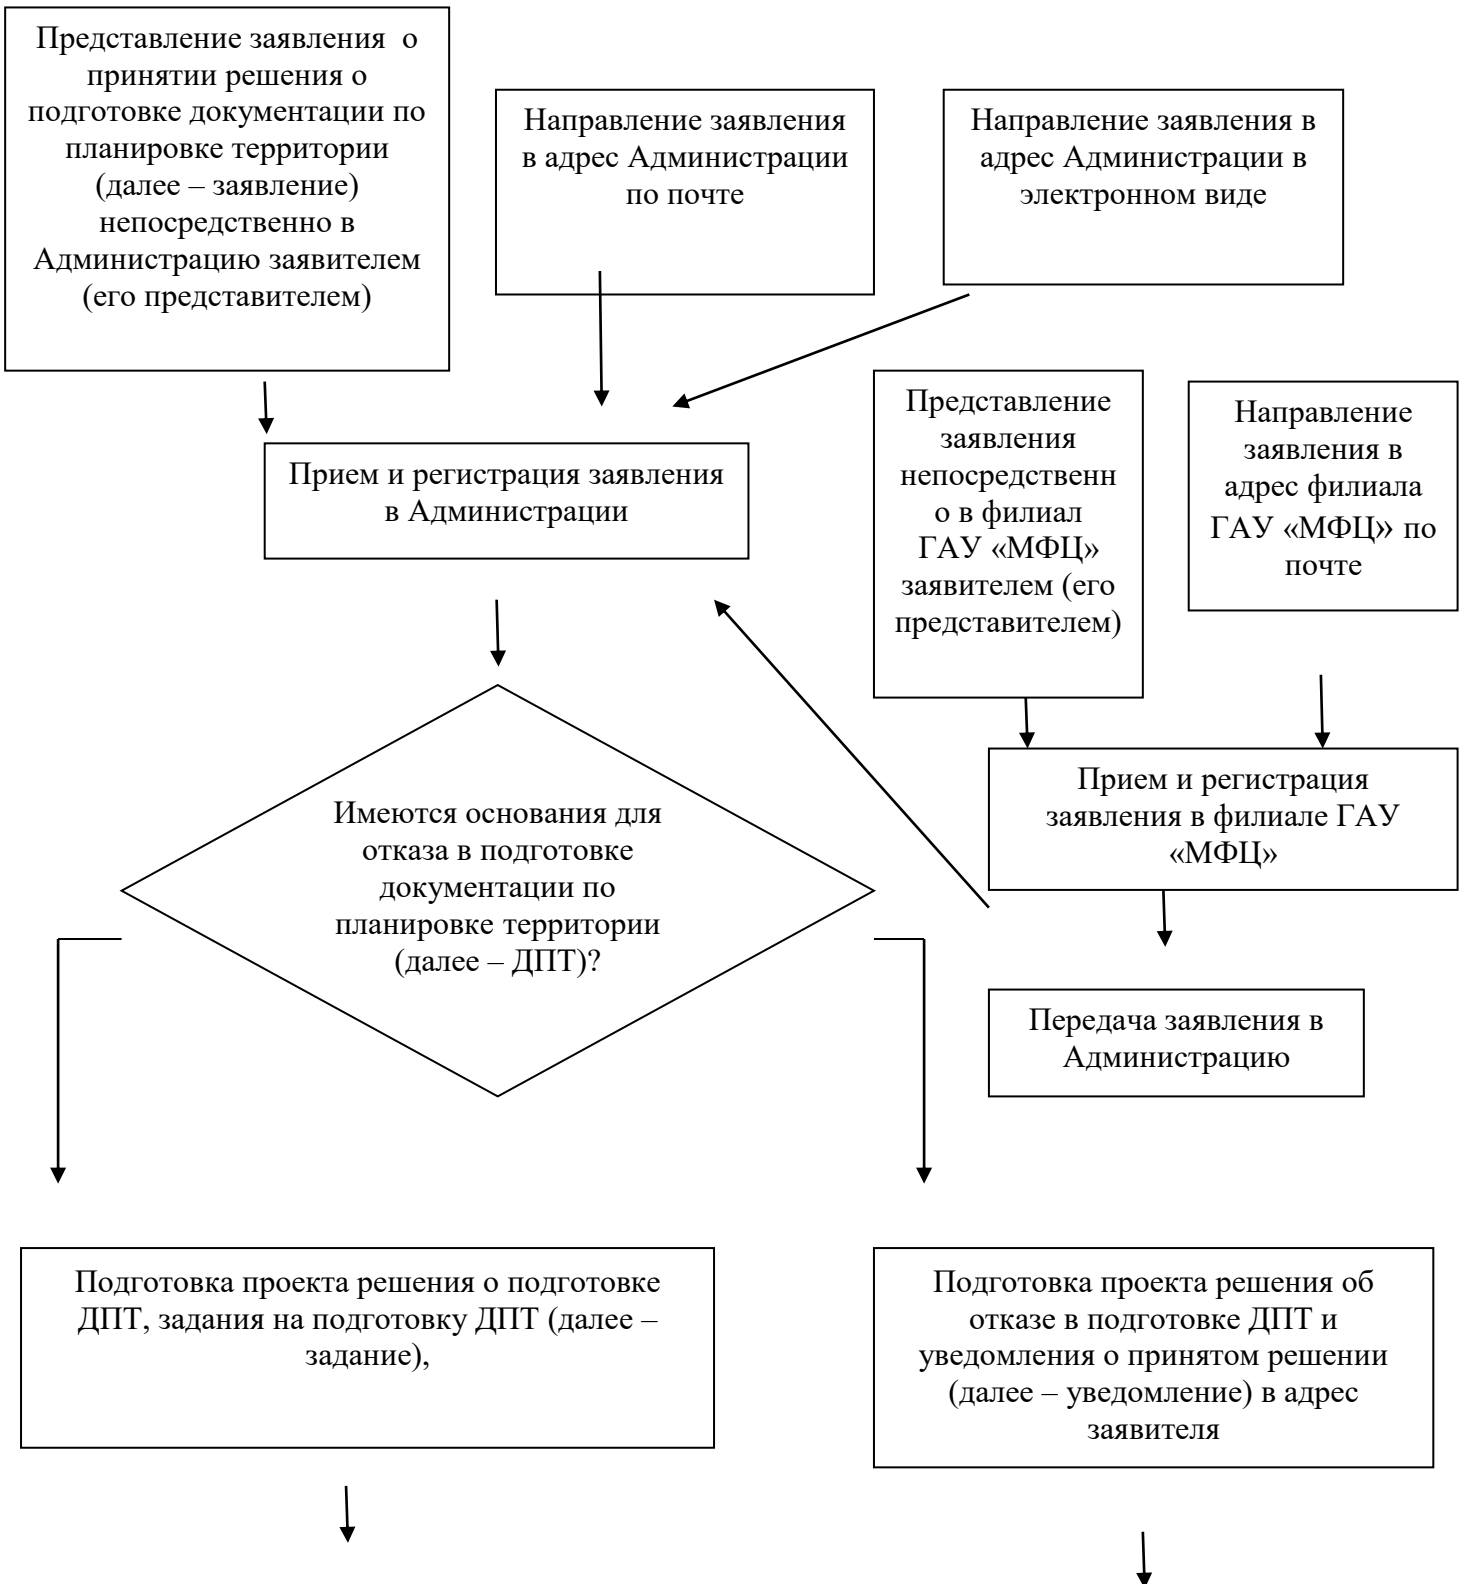 Представление заявления о
принятии решения о
подготовке документации по
планировке территории
(далее – заявление)
непосредственно в
Администрацию заявителем
(его представителем)
Направление заявления
в адрес Администрации
по почте
Направление заявления в
адрес Администрации в
электронном виде
Представление
заявления
непосредственн
о в филиал
ГАУ «МФЦ»
заявителем (его
представителем)
Направление
заявления в
адрес филиала
ГАУ «МФЦ» по
почте
Прием и регистрация заявления
в Администрации
Прием и регистрация
заявления в филиале ГАУ
«МФЦ»
Имеются основания для
отказа в подготовке
документации по
планировке территории
(далее – ДПТ)?
Передача заявления в
Администрацию
Подготовка проекта решения о подготовке
ДПТ, задания на подготовку ДПТ (далее –
задание),
Подготовка проекта решения об
отказе в подготовке ДПТ и
уведомления о принятом решении
(далее – уведомление) в адрес
заявителя